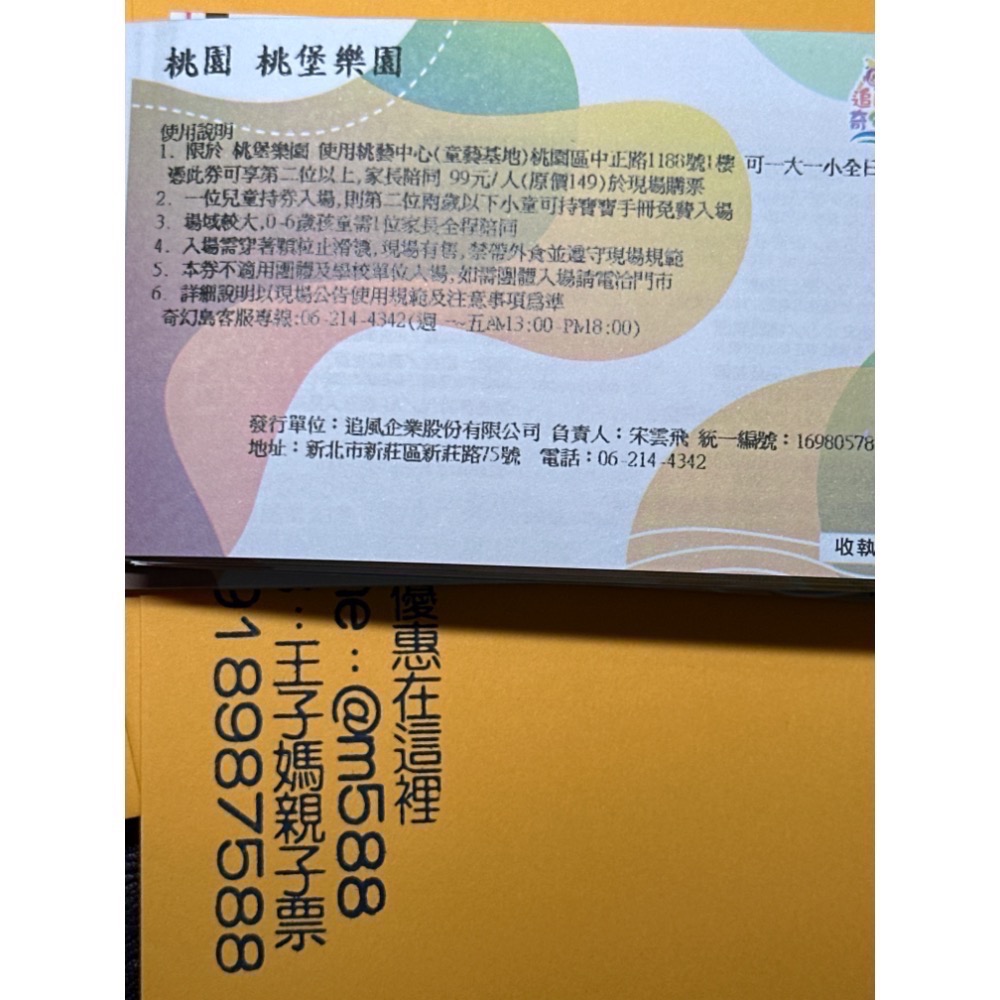 桃園 桃堡樂園
追
奇
使用說明
1. 限於 桃堡樂園 使用桃藝中心(童藝基地)桃園區中正路1188號1樓 可一大一小全日
憑此券可享第二位以上,家長陪同 99元/人(原價149)於現場購票
2. 一位兒童持券入場,則第二位兩歲以下小童可持寶寶手冊免費入場
3. 場域較大,0-6歲孩童需1位家長全程陪同
4. 入場需穿著顆粒止滑襪,現場有售,禁帶外食並遵守現場規範
5. 本券不適用團體及學校單位入場,如需團體入場請電洽門市
6. 詳細說明以現場公告使用規範及注意事項為準
奇幻島客服專線:06-214-4342(週一~五AM13:00-PM18:00)
發行單位：追風企業股份有限公司 負責人：宋雲飛 統一編號：16980578
地址：新北市新莊區新莊路75號 電話：06-214-4342
收執
優惠在這裡
ne：@m588
：王子媽親子票
918987588